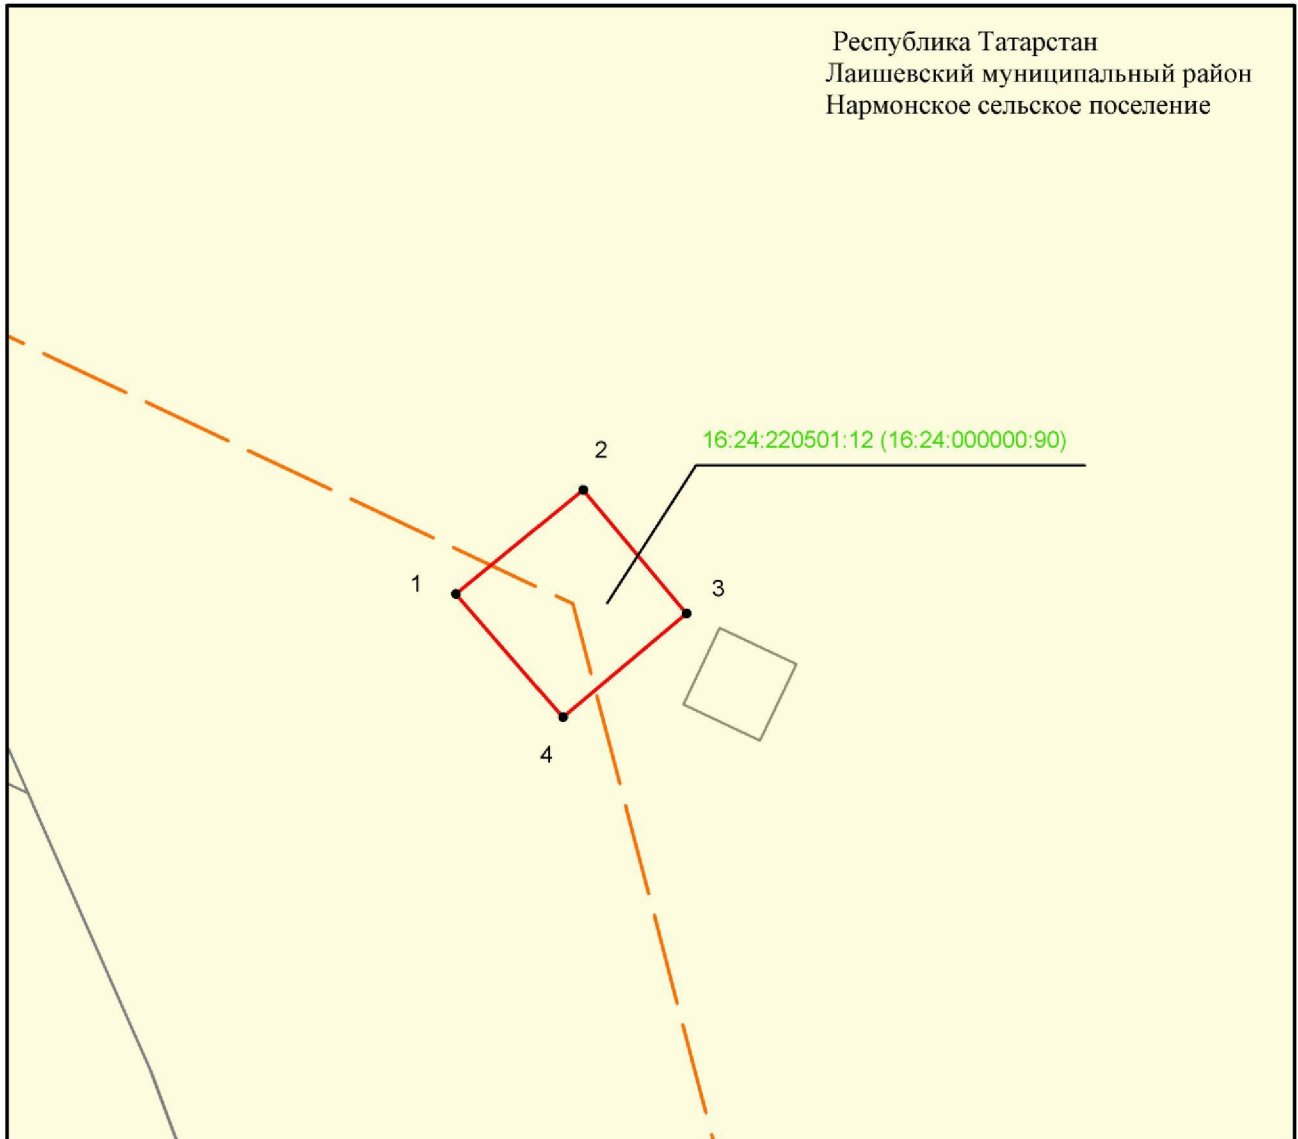 Республика Татарстан
Лаишевский муниципальный район
Нармонское сельское поселение
16:24:220501:12 (16:24:000000:90)
2
1
3
4